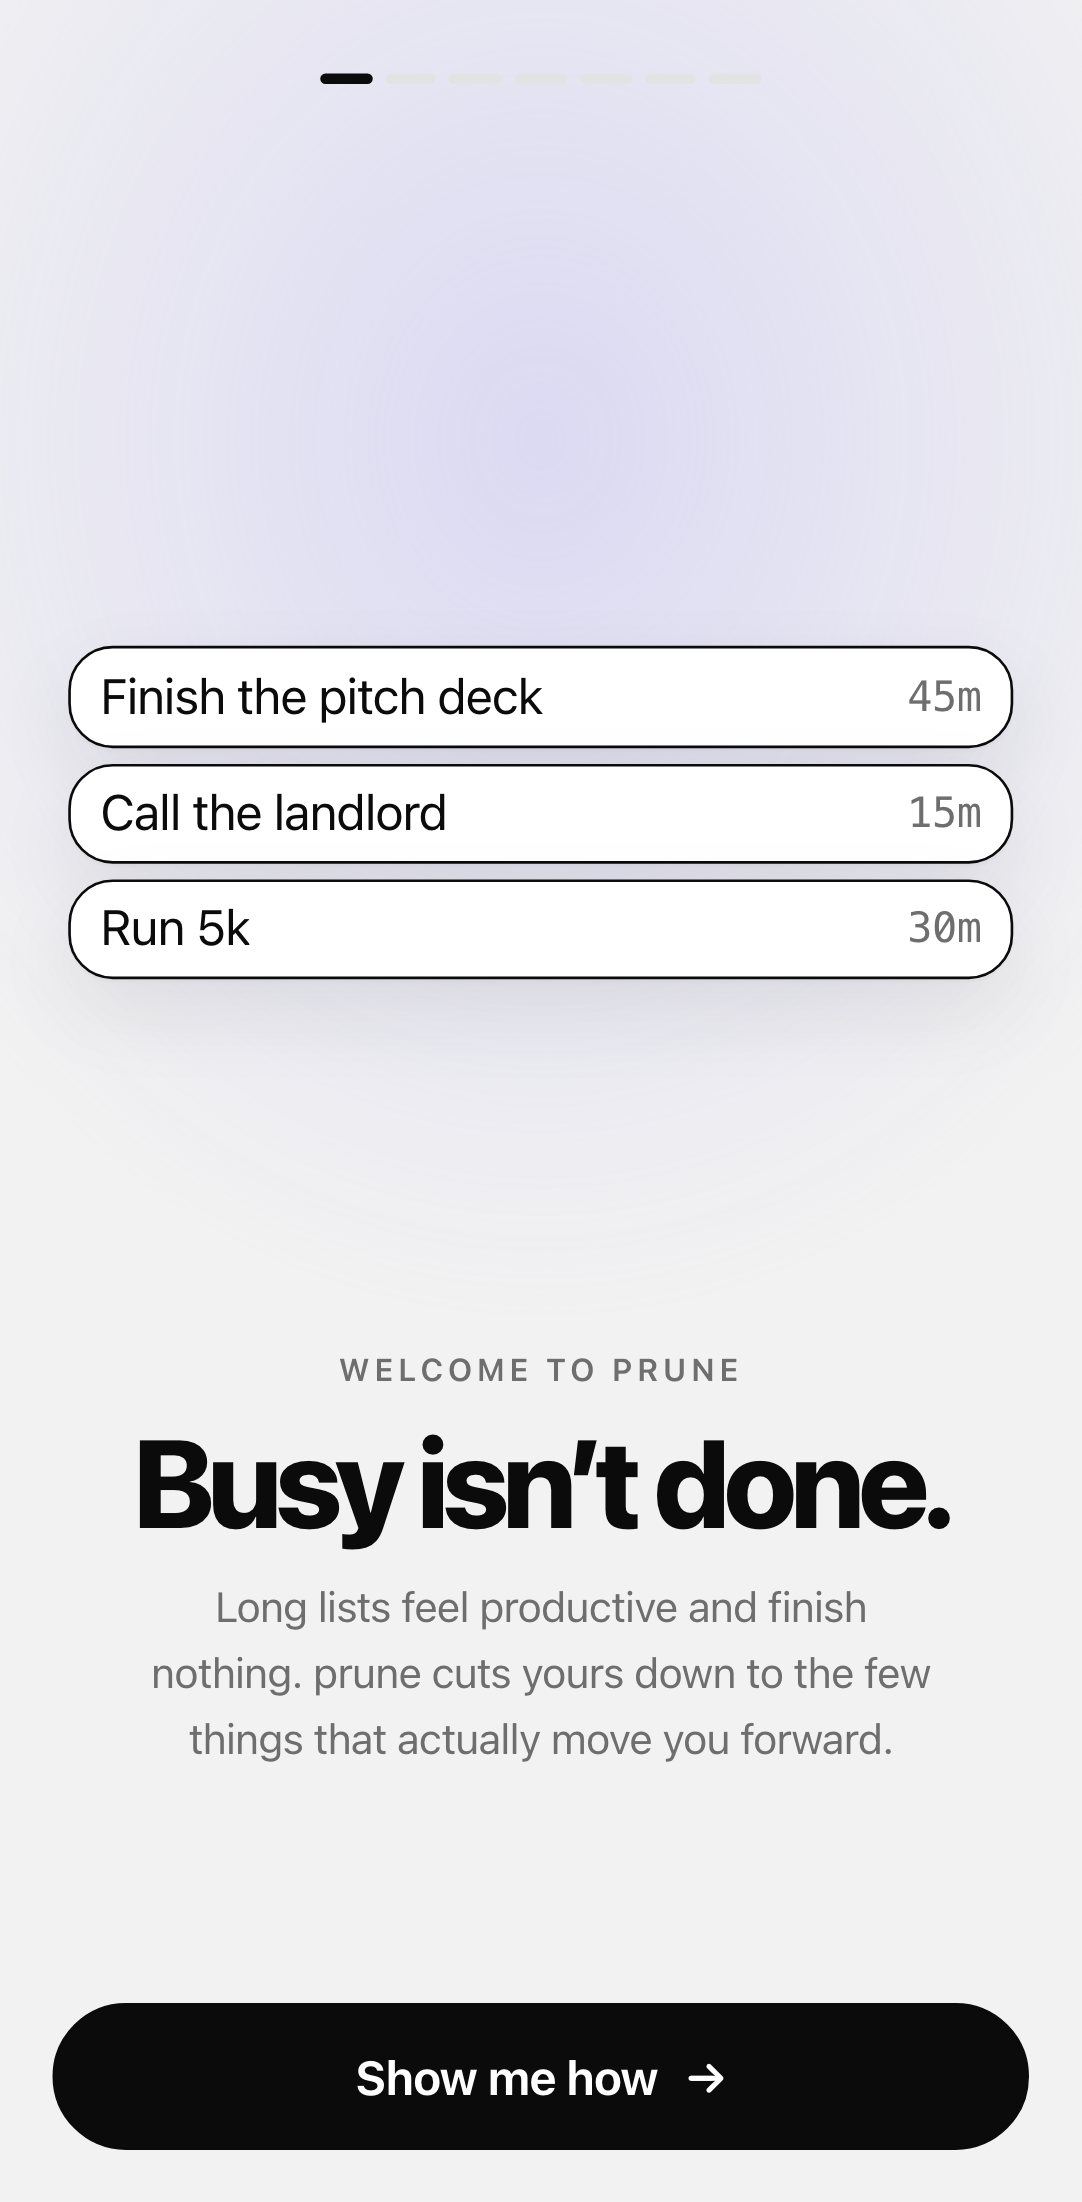 Finish the pitch deck 45m
Call the landlord 15m
Run 5k 30m
WELCOME TO PRUNE
Busy isn't done.
Long lists feel productive and finish
nothing. prune cuts yours down to the few
things that actually move you forward.
Show me how →